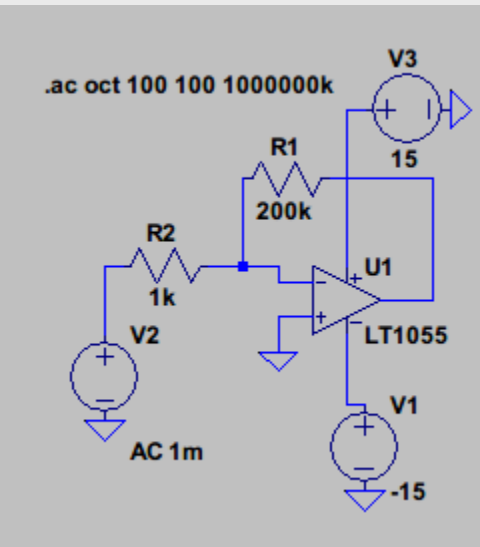 V3
.ac oct 100 100 1000000k
+ -
R1
15
200k
R2
U1
- +
1k
+
V2
- LT1055
+
V1
-
+
AC 1m
-
-15